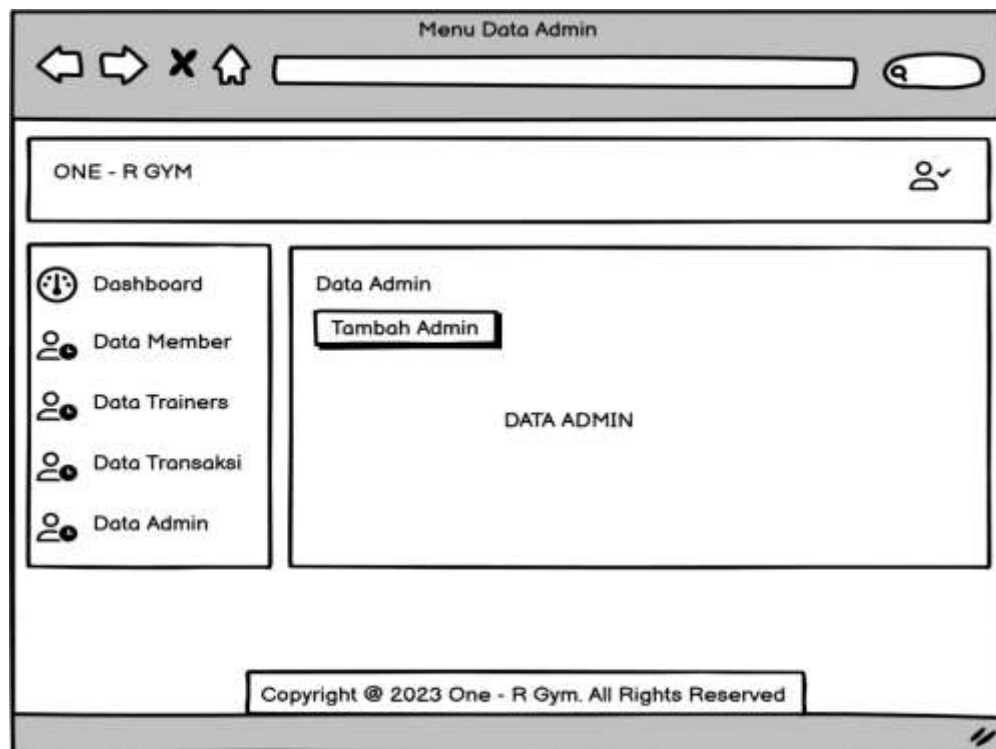 Menu Data Admin
ONE - R GYM
Dashboard
Data Member
Data Trainers
Data Transaksi
Data Admin
Data Admin
Tambah Admin
DATA ADMIN
Copyright @ 2023 One - R Gym. All Rights Reserved